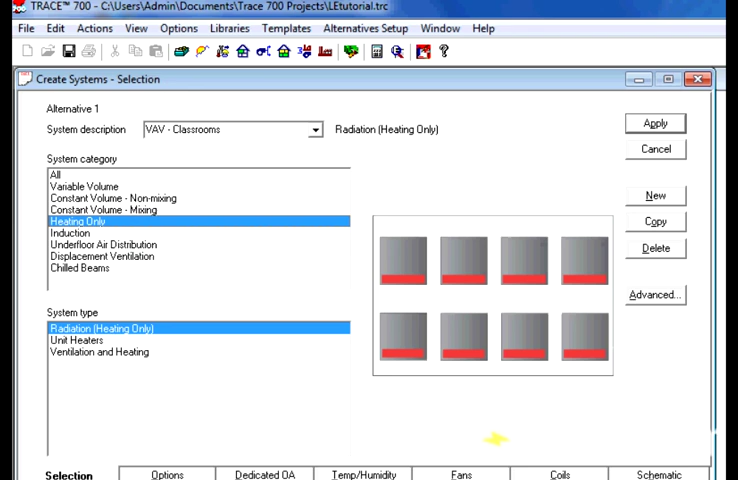 TRACE™ 700 - C:\Users\Admin\Documents\Trace 700 Projects\LEtutorial.trc
File Edit Actions View Options Libraries Templates Alternatives Setup Window Help
Create Systems - Selection
Alternative 1
System description VAV - Classrooms Radiation (Heating Only) Apply
Cancel
System category
All
Variable Volume
Constant Volume - Non-mixing New
Constant Volume - Mixing
Heating Only Copy
Induction
Underfloor Air Distribution Delete
Displacement Ventilation
Chilled Beams
Advanced...
System type
Radiation (Heating Only)
Unit Heaters
Ventilation and Heating
Selection Options Dedicated OA Temp/Humidity Fans Coils Schematic